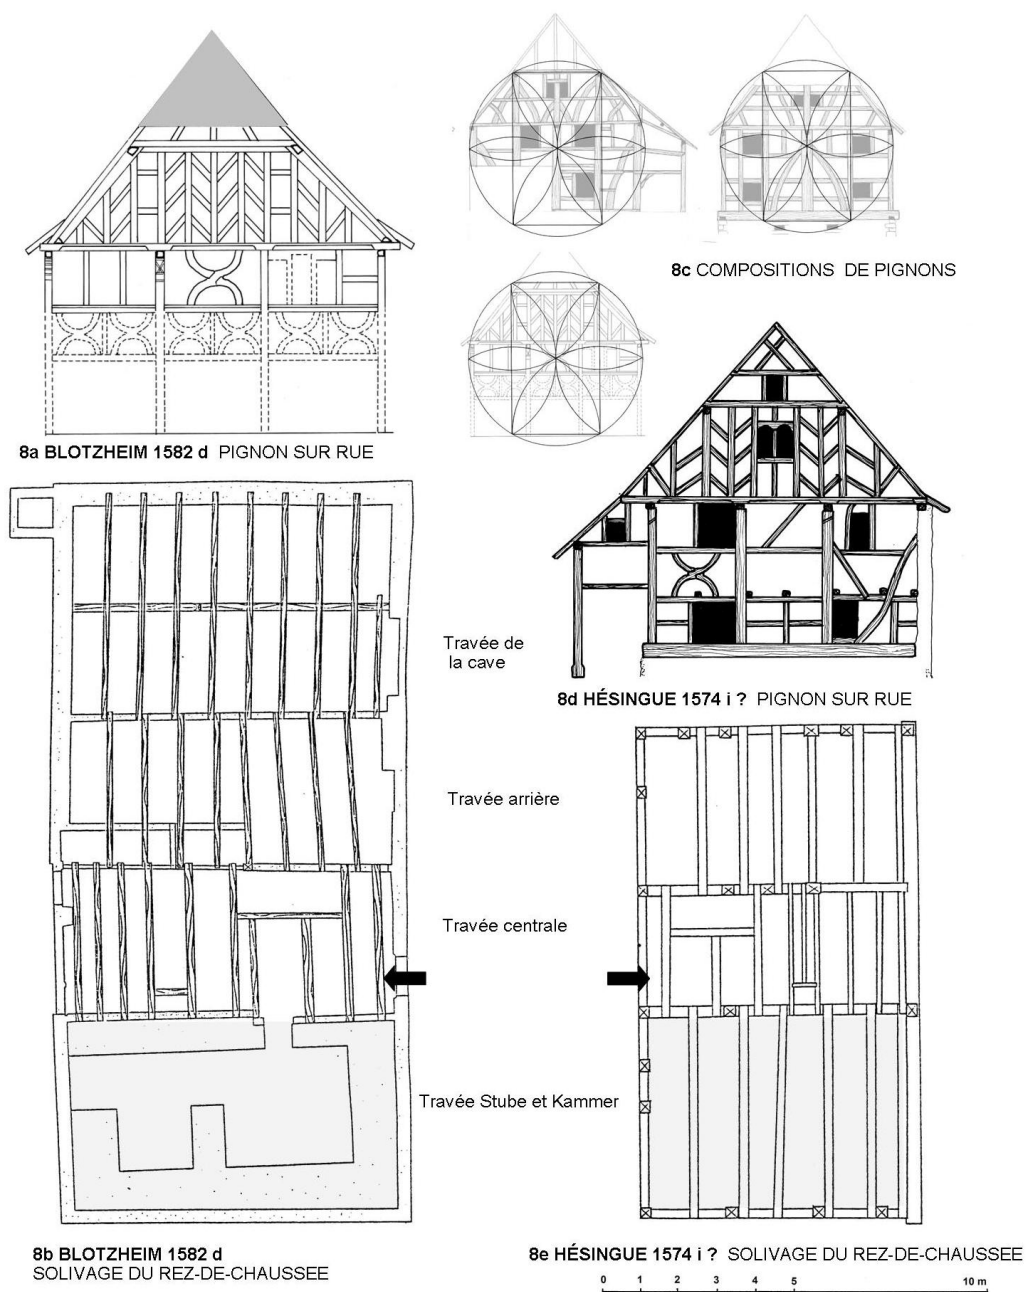 8c COMPOSITIONS DE PIGNONS
8a BLOTZHEIM 1582 d PIGNON SUR RUE
Travée de
la cave
8d HÉSINGUE 1574 i ? PIGNON SUR RUE
Travée arrière
Travée centrale
Travée Stube et Kammer
8b BLOTZHEIM 1582 d
SOLIVAGE DU REZ-DE-CHAUSSEE
8e HÉSINGUE 1574 i ? SOLIVAGE DU REZ-DE-CHAUSSEE
0 1 2 3 4 5 10 m